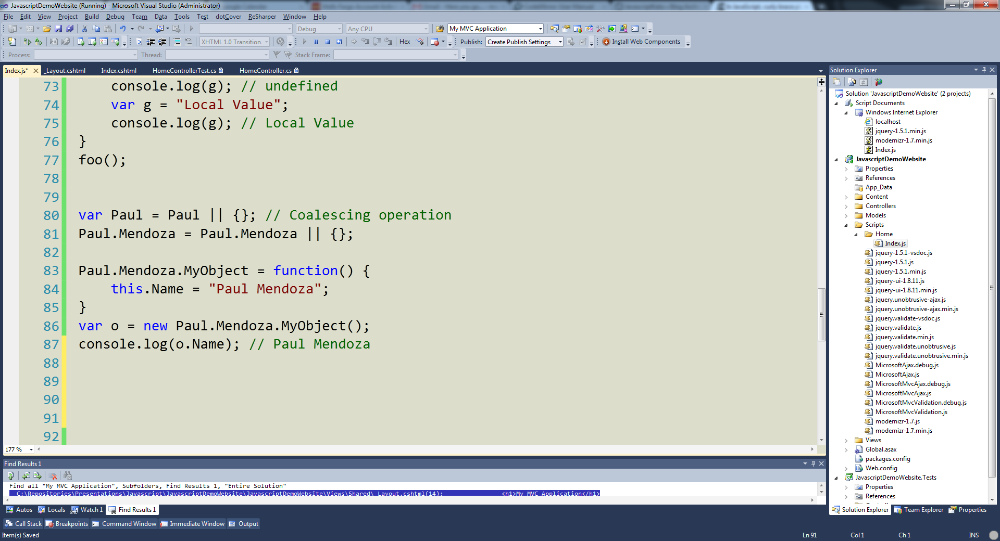 JavascriptDemoWebsite (Running) - Microsoft Visual Studio (Administrator)
File Edit View Project Build Debug Team Data Tools Test dotCover ReSharper Window Help
Debug Any CPU My MVC Application
XHTML 1.0 Transition Hex Publish: Create Publish Settings Install Web Components
Process: Thread: Stack Frame:
Index.js* _Layout.cshtml Index.cshtml HomeControllerTest.cs HomeController.cs
73 console.log(g); // undefined
74 var g = "Local Value";
75 console.log(g); // Local Value
76 }
77 foo();
78
79
80 var Paul = Paul || {}; // Coalescing operation
81 Paul.Mendoza = Paul.Mendoza || {};
82
83 Paul.Mendoza.MyObject = function() {
84 this.Name = "Paul Mendoza";
85 }
86 var o = new Paul.Mendoza.MyObject();
87 console.log(o.Name); // Paul Mendoza
88
89
90
91
92
177 %
Find Results 1
Find all "My MVC Application", Subfolders, Find Results 1, "Entire Solution"
C:\Repositories\Presentations\Javascript\JavascriptDemoWebsite\JavascriptDemoWebsite\Views\Shared\_Layout.cshtml(14): <h1>My MVC Application</h1>
Autos Locals Watch 1 Find Results 1
Call Stack Breakpoints Command Window Immediate Window Output
Item(s) Saved Ln 91 Col 1 Ch 1 INS
Solution Explorer
Solution 'JavascriptDemoWebsite' (2 projects)
Script Documents
Windows Internet Explorer
localhost
jquery-1.5.1.min.js
modernizr-1.7.min.js
Index.js
JavascriptDemoWebsite
Properties
References
App_Data
Content
Controllers
Models
Scripts
Home
Index.js
jquery-1.5.1-vsdoc.js
jquery-1.5.1.js
jquery-1.5.1.min.js
jquery-ui-1.8.11.js
jquery-ui-1.8.11.min.js
jquery.unobtrusive-ajax.js
jquery.unobtrusive-ajax.min.js
jquery.validate-vsdoc.js
jquery.validate.js
jquery.validate.min.js
jquery.validate.unobtrusive.js
jquery.validate.unobtrusive.min.js
MicrosoftAjax.debug.js
MicrosoftAjax.js
MicrosoftMvcAjax.debug.js
MicrosoftMvcAjax.js
MicrosoftMvcValidation.debug.js
MicrosoftMvcValidation.js
modernizr-1.7.js
modernizr-1.7.min.js
Views
Global.asax
packages.config
Web.config
JavascriptDemoWebsite.Tests
Properties
References
Solution Explorer Team Explorer Properties